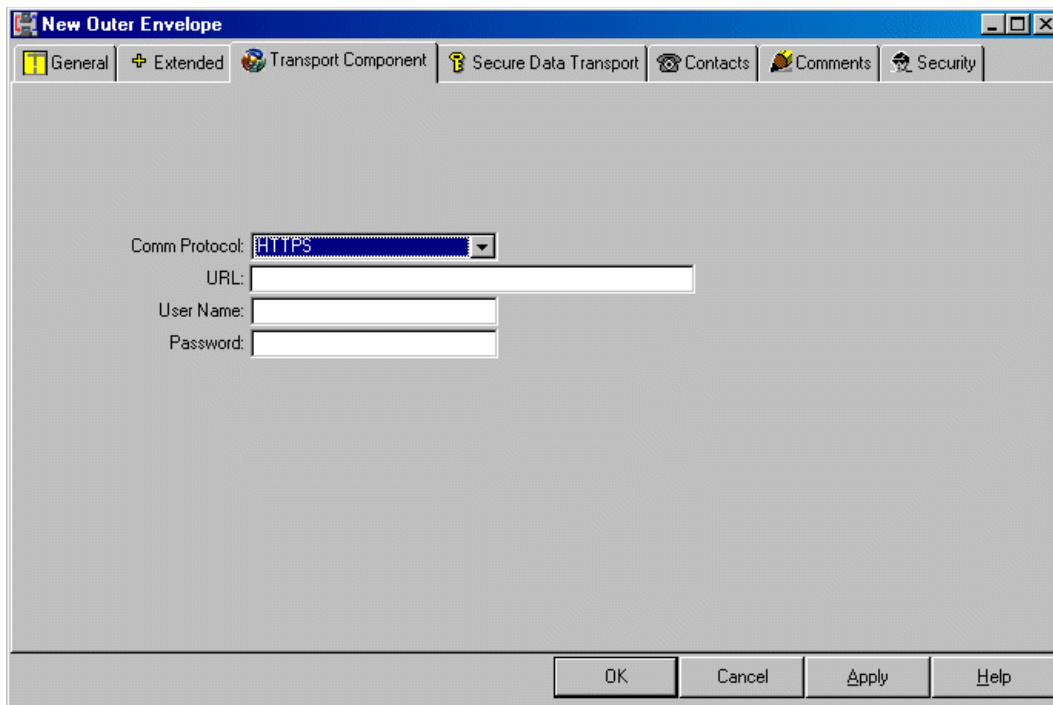 New Outer Envelope
General Extended Transport Component Secure Data Transport Contacts Comments Security
Comm Protocol: HTTPS
URL:
User Name:
Password:
OK Cancel Apply Help